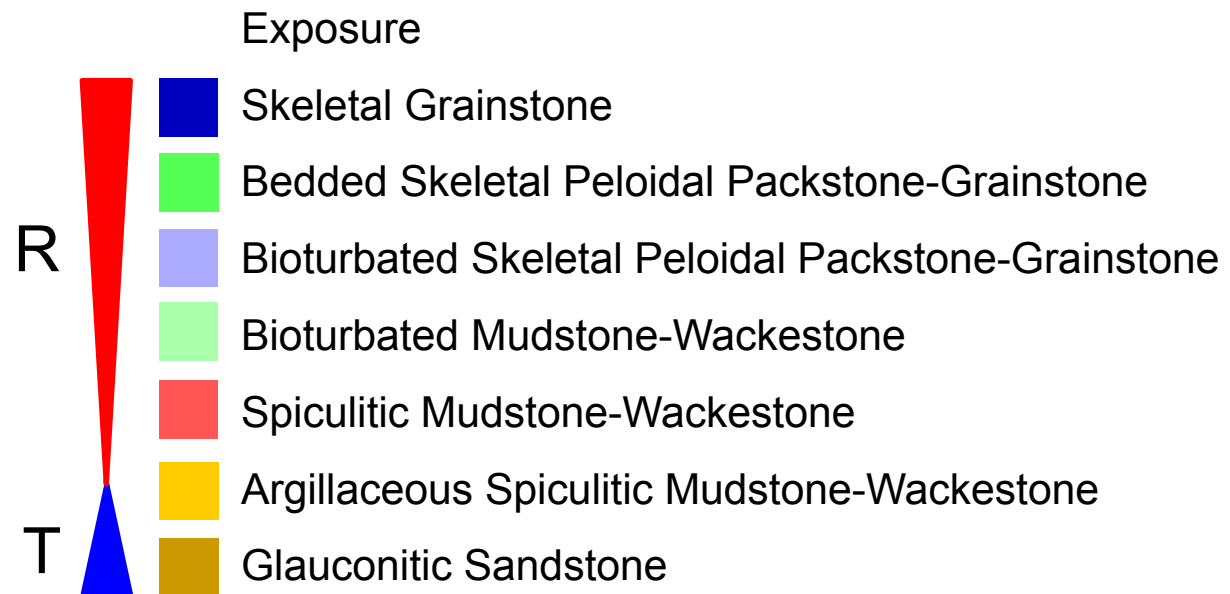 Exposure
Skeletal Grainstone
Bedded Skeletal Peloidal Packstone-Grainstone
R
Bioturbated Skeletal Peloidal Packstone-Grainstone
Bioturbated Mudstone-Wackestone
Spiculitic Mudstone-Wackestone
Argillaceous Spiculitic Mudstone-Wackestone
T
Glauconitic Sandstone